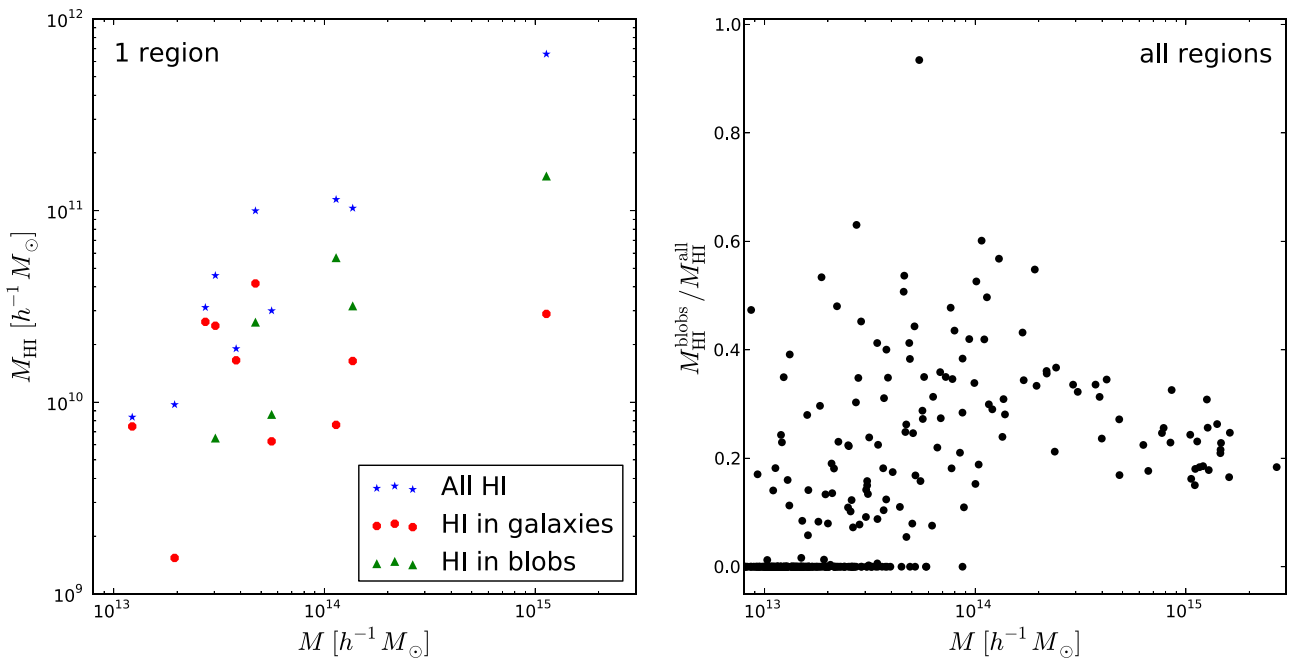 1 region
10^12
10^11
10^10
10^9
M_HI [h^−1 M_⊙]
All HI
HI in galaxies
HI in blobs
10^13 10^14 10^15
M [h^−1 M_⊙]
all regions
1.0
0.8
0.6
0.4
0.2
0.0
M_HI^blobs / M_HI^all
10^13 10^14 10^15
M [h^−1 M_⊙]